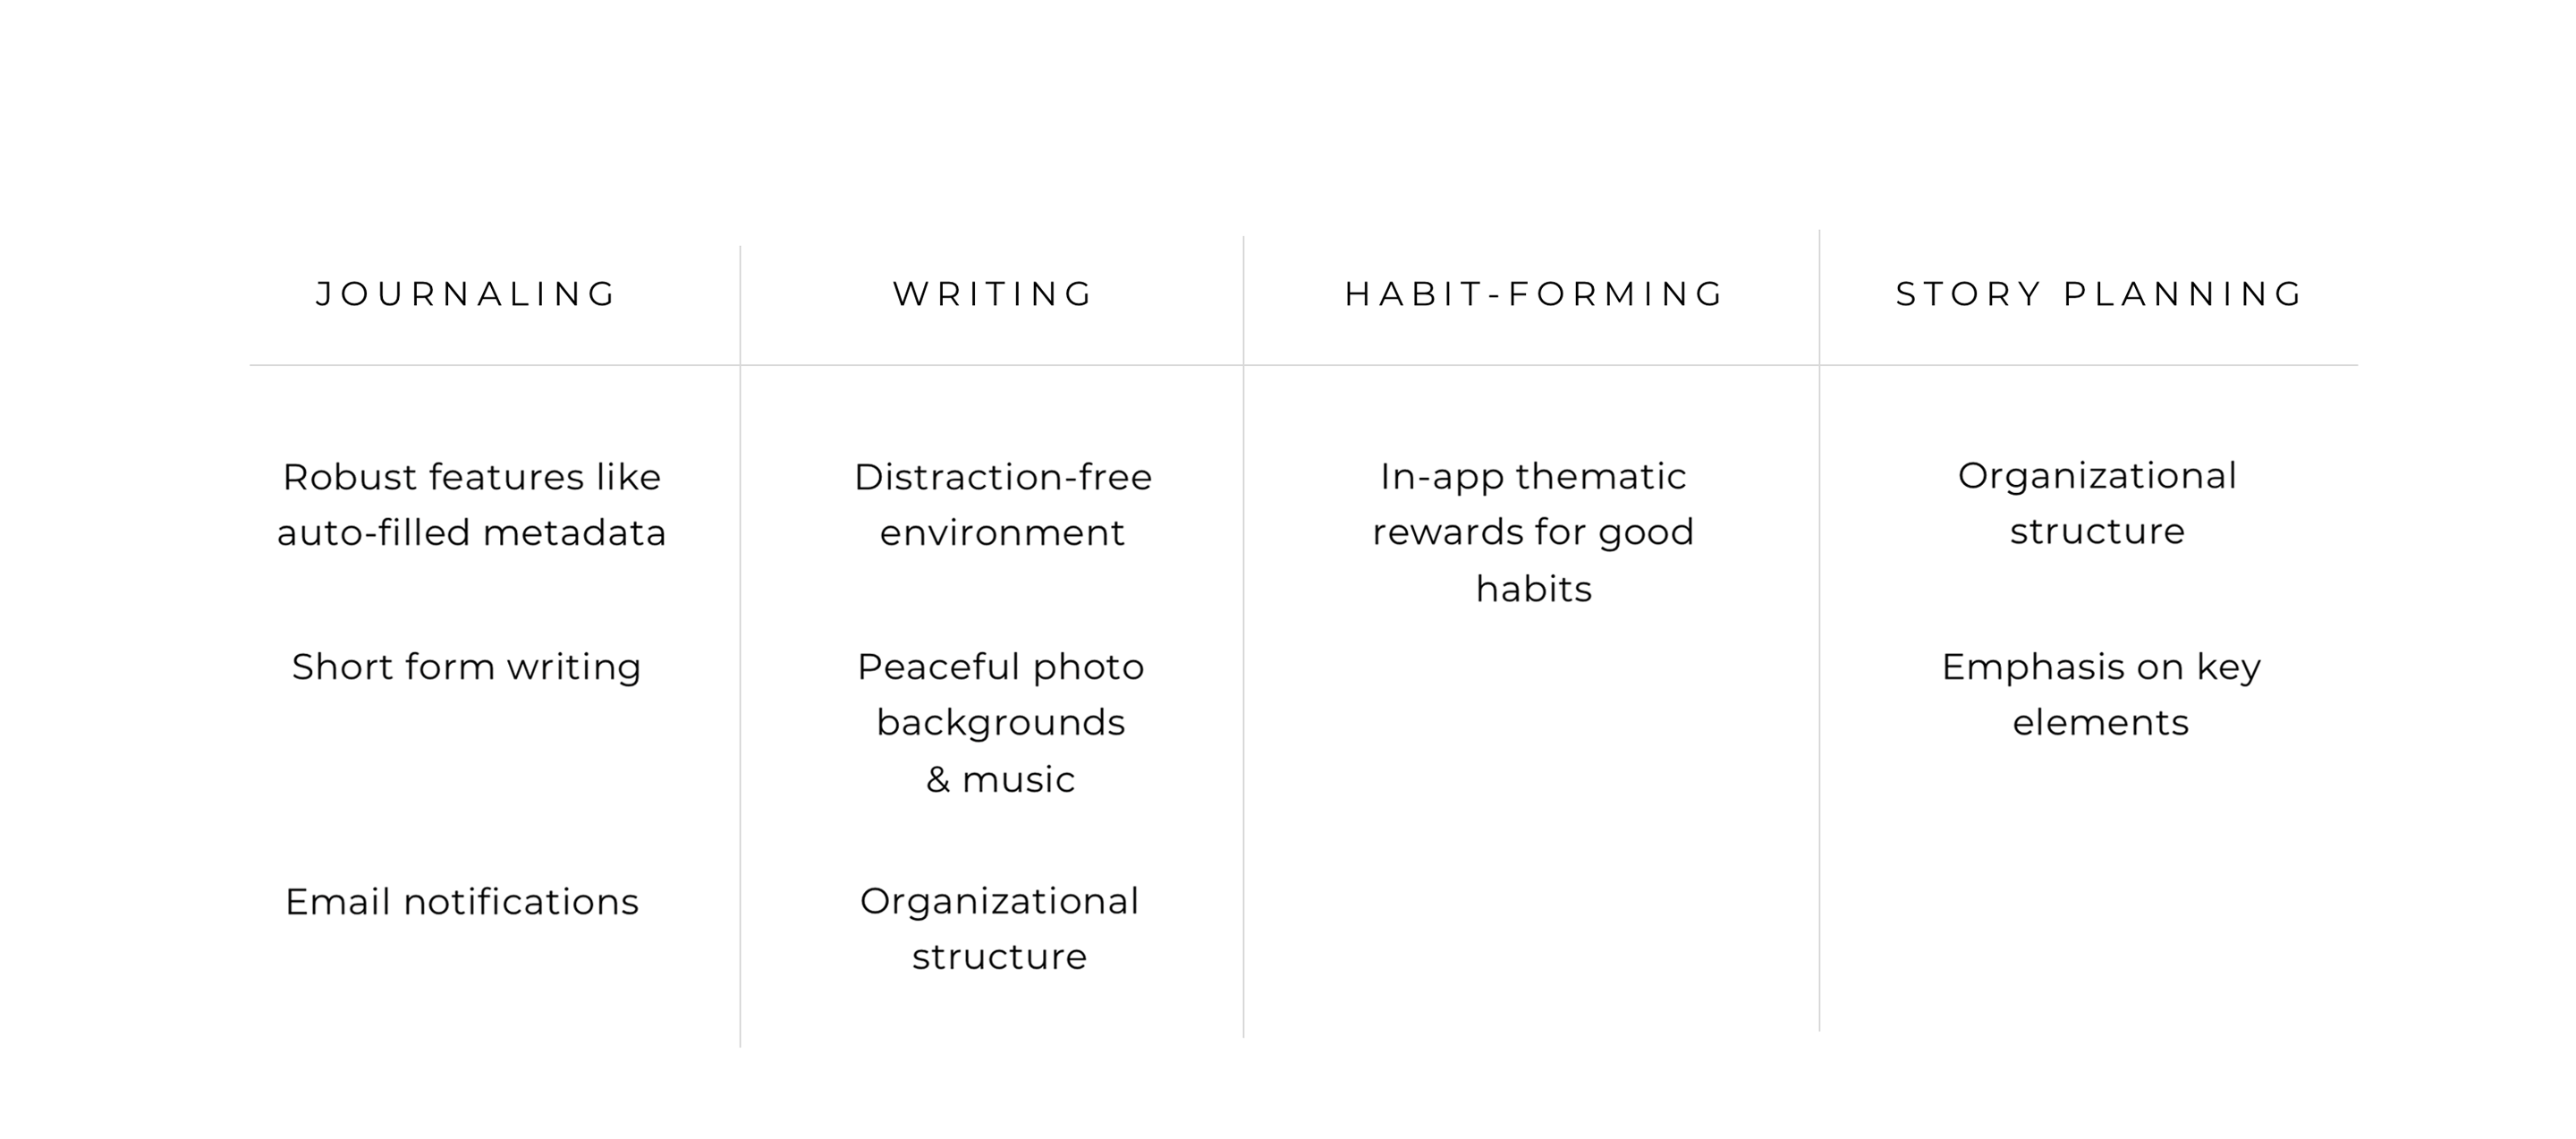 JOURNALING
WRITING
HABIT-FORMING
STORY PLANNING
Robust features like
auto-filled metadata
Short form writing
Email notifications
Distraction-free
environment
Peaceful photo
backgrounds
& music
Organizational
structure
In-app thematic
rewards for good
habits
Organizational
structure
Emphasis on key
elements